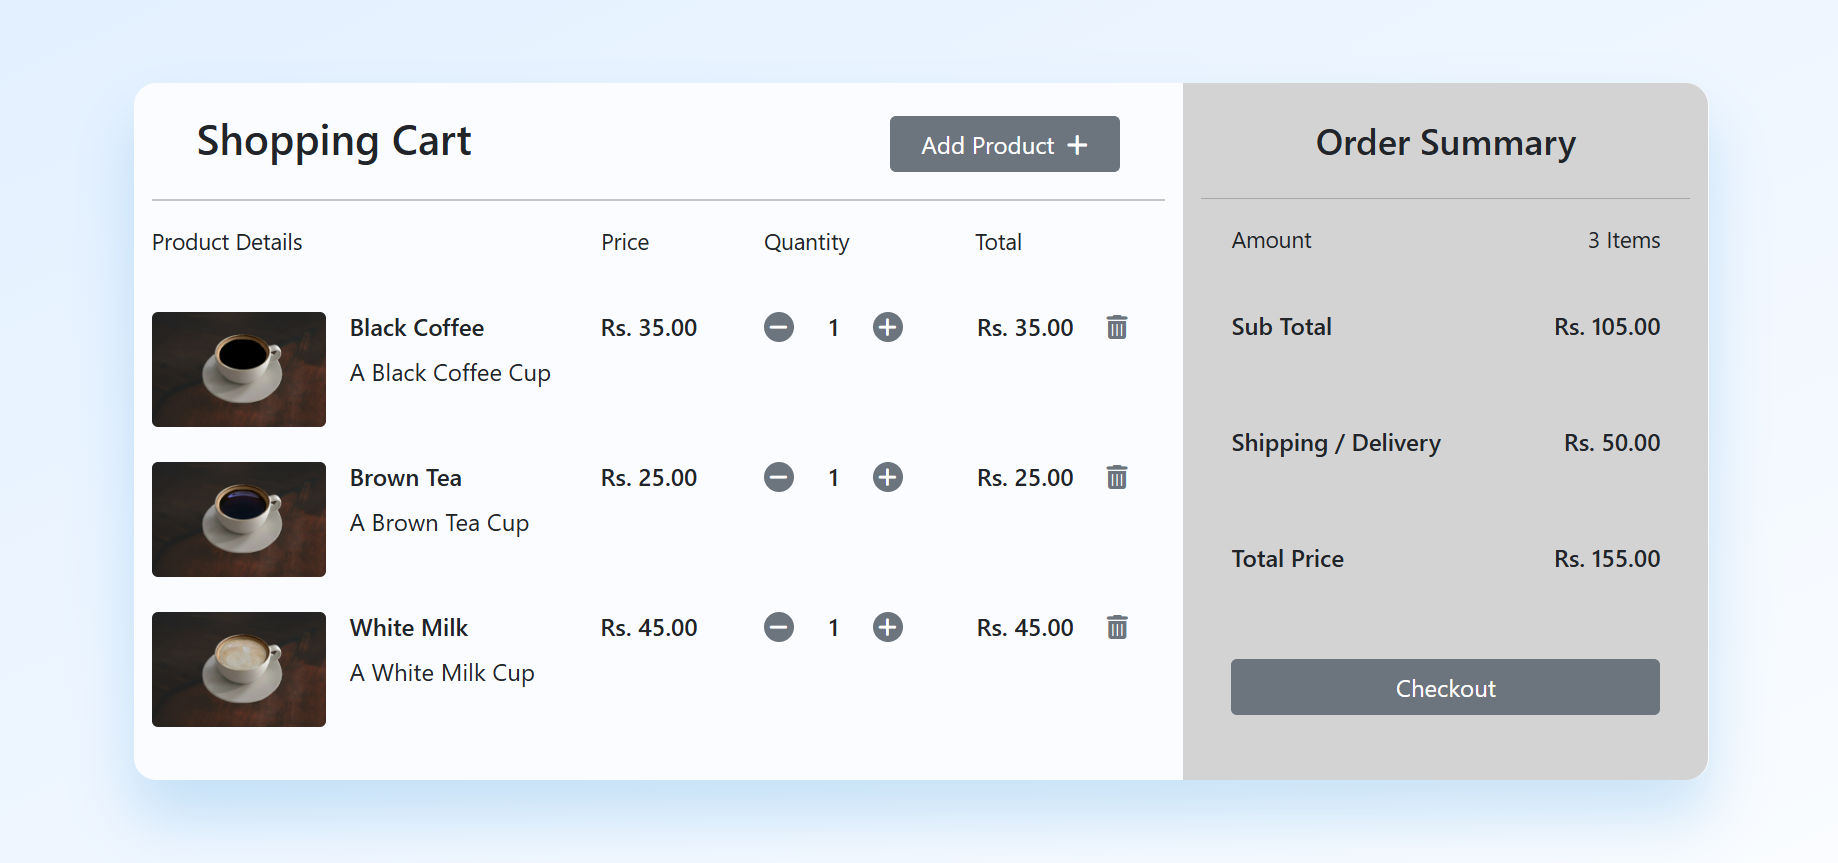 Shopping Cart
Add Product +
Product Details Price Quantity Total
Black Coffee Rs. 35.00 1 Rs. 35.00
A Black Coffee Cup
Brown Tea Rs. 25.00 1 Rs. 25.00
A Brown Tea Cup
White Milk Rs. 45.00 1 Rs. 45.00
A White Milk Cup
Order Summary
Amount 3 Items
Sub Total Rs. 105.00
Shipping / Delivery Rs. 50.00
Total Price Rs. 155.00
Checkout